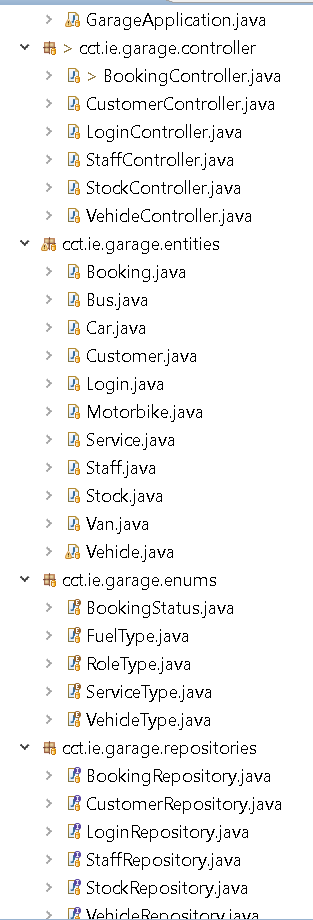 GarageApplication.java
> cct.ie.garage.controller
> BookingController.java
CustomerController.java
LoginController.java
StaffController.java
StockController.java
VehicleController.java
cct.ie.garage.entities
Booking.java
Bus.java
Car.java
Customer.java
Login.java
Motorbike.java
Service.java
Staff.java
Stock.java
Van.java
Vehicle.java
cct.ie.garage.enums
BookingStatus.java
FuelType.java
RoleType.java
ServiceType.java
VehicleType.java
cct.ie.garage.repositories
BookingRepository.java
CustomerRepository.java
LoginRepository.java
StaffRepository.java
StockRepository.java
VehicleRepository.java